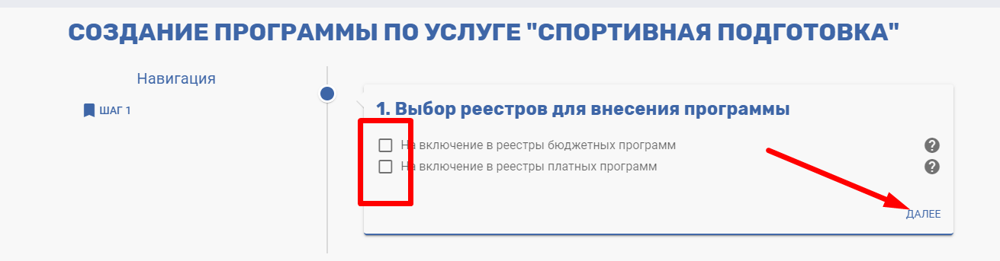 СОЗДАНИЕ ПРОГРАММЫ ПО УСЛУГЕ "СПОРТИВНАЯ ПОДГОТОВКА"
Навигация
ШАГ 1
1. Выбор реестров для внесения программы
На включение в реестры бюджетных программ ?
На включение в реестры платных программ ?
ДАЛЕЕ